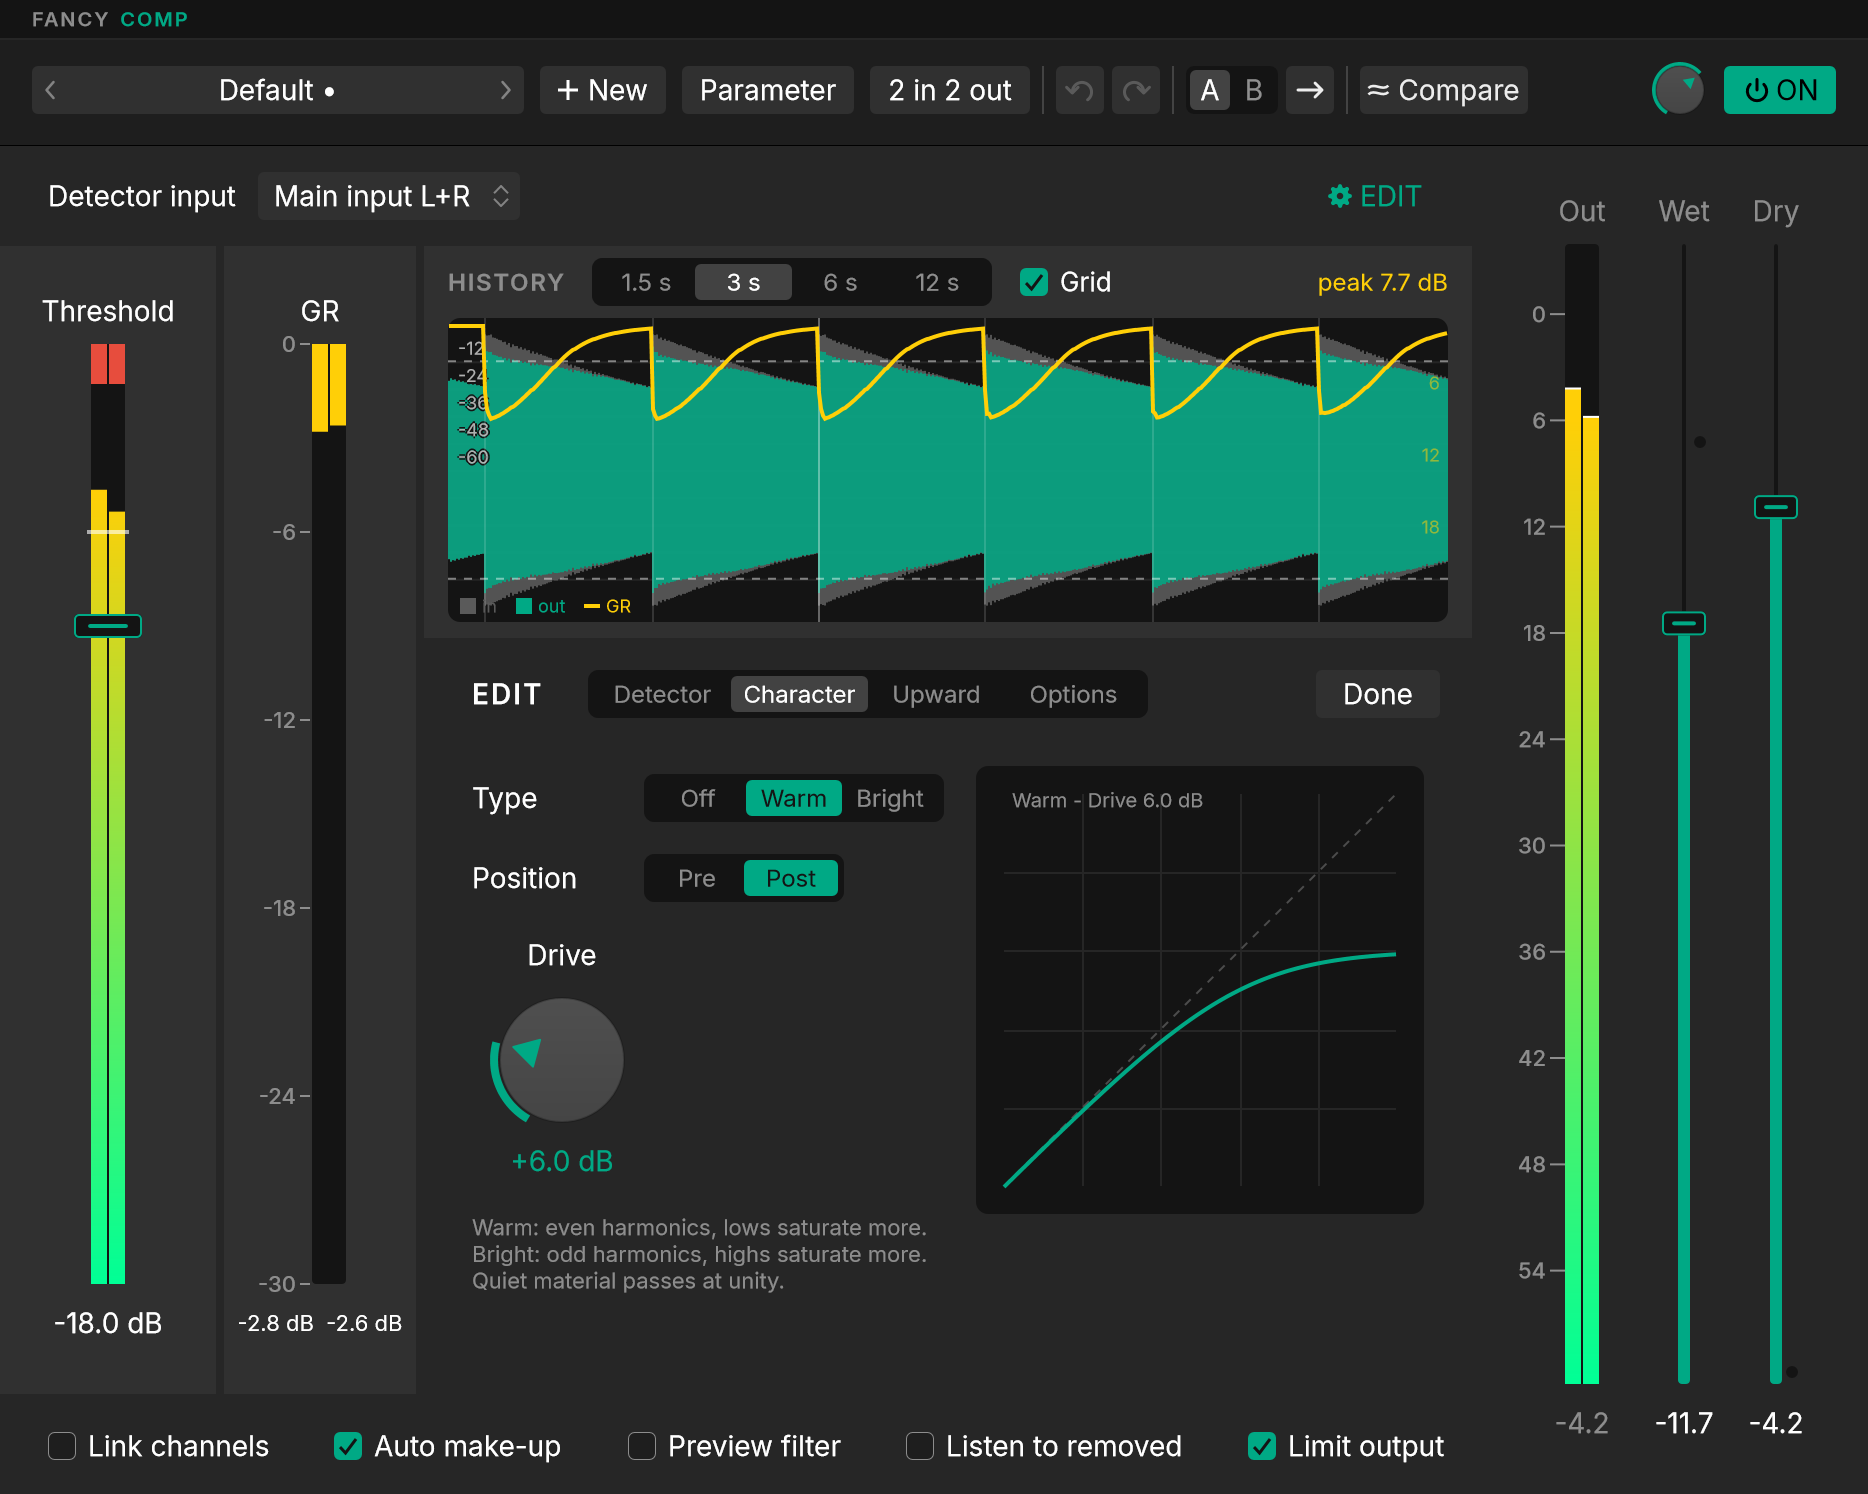 FANCY COMP
Default •
+ New
Parameter
2 in 2 out
A B
→
≈ Compare
ON
Detector input
Main input L+R
EDIT
Out Wet Dry
Threshold
GR
HISTORY
1.5 s 3 s 6 s 12 s
Grid
peak 7.7 dB
-12
-24
-36
-48
-60
6
12
18
in out GR
0
-6
-12
-18
-24
-30
-18.0 dB
-2.8 dB -2.6 dB
EDIT
Detector Character Upward Options
Done
Type
Off Warm Bright
Position
Pre Post
Drive
+6.0 dB
Warm - Drive 6.0 dB
Warm: even harmonics, lows saturate more.
Bright: odd harmonics, highs saturate more.
Quiet material passes at unity.
0
6
12
18
24
30
36
42
48
54
-4.2 -11.7 -4.2
Link channels
Auto make-up
Preview filter
Listen to removed
Limit output